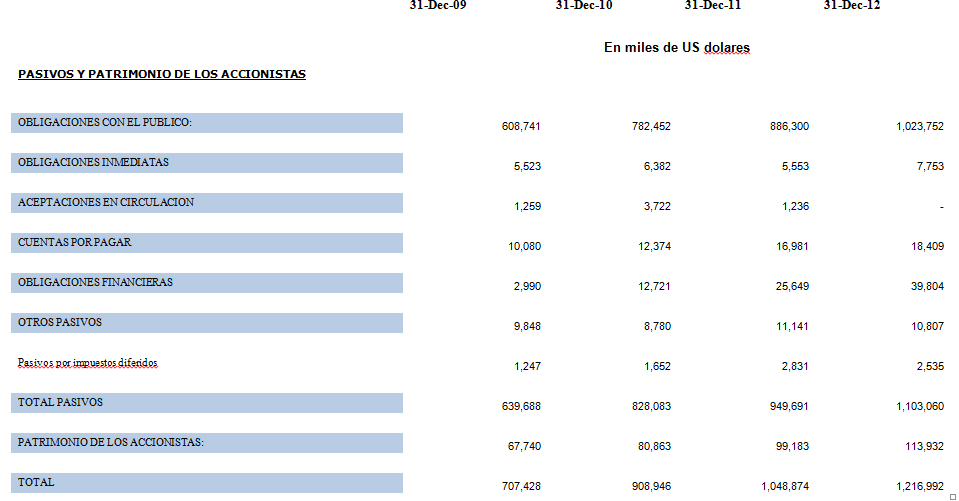 31-Dec-09 31-Dec-10 31-Dec-11 31-Dec-12
En miles de US dolares
PASIVOS Y PATRIMONIO DE LOS ACCIONISTAS
OBLIGACIONES CON EL PUBLICO: 608,741 782,452 886,300 1,023,752
OBLIGACIONES INMEDIATAS 5,523 6,382 5,553 7,753
ACEPTACIONES EN CIRCULACION 1,259 3,722 1,236 -
CUENTAS POR PAGAR 10,080 12,374 16,981 18,409
OBLIGACIONES FINANCIERAS 2,990 12,721 25,649 39,804
OTROS PASIVOS 9,848 8,780 11,141 10,807
Pasivos por impuestos diferidos 1,247 1,652 2,831 2,535
TOTAL PASIVOS 639,688 828,083 949,691 1,103,060
PATRIMONIO DE LOS ACCIONISTAS: 67,740 80,863 99,183 113,932
TOTAL 707,428 908,946 1,048,874 1,216,992